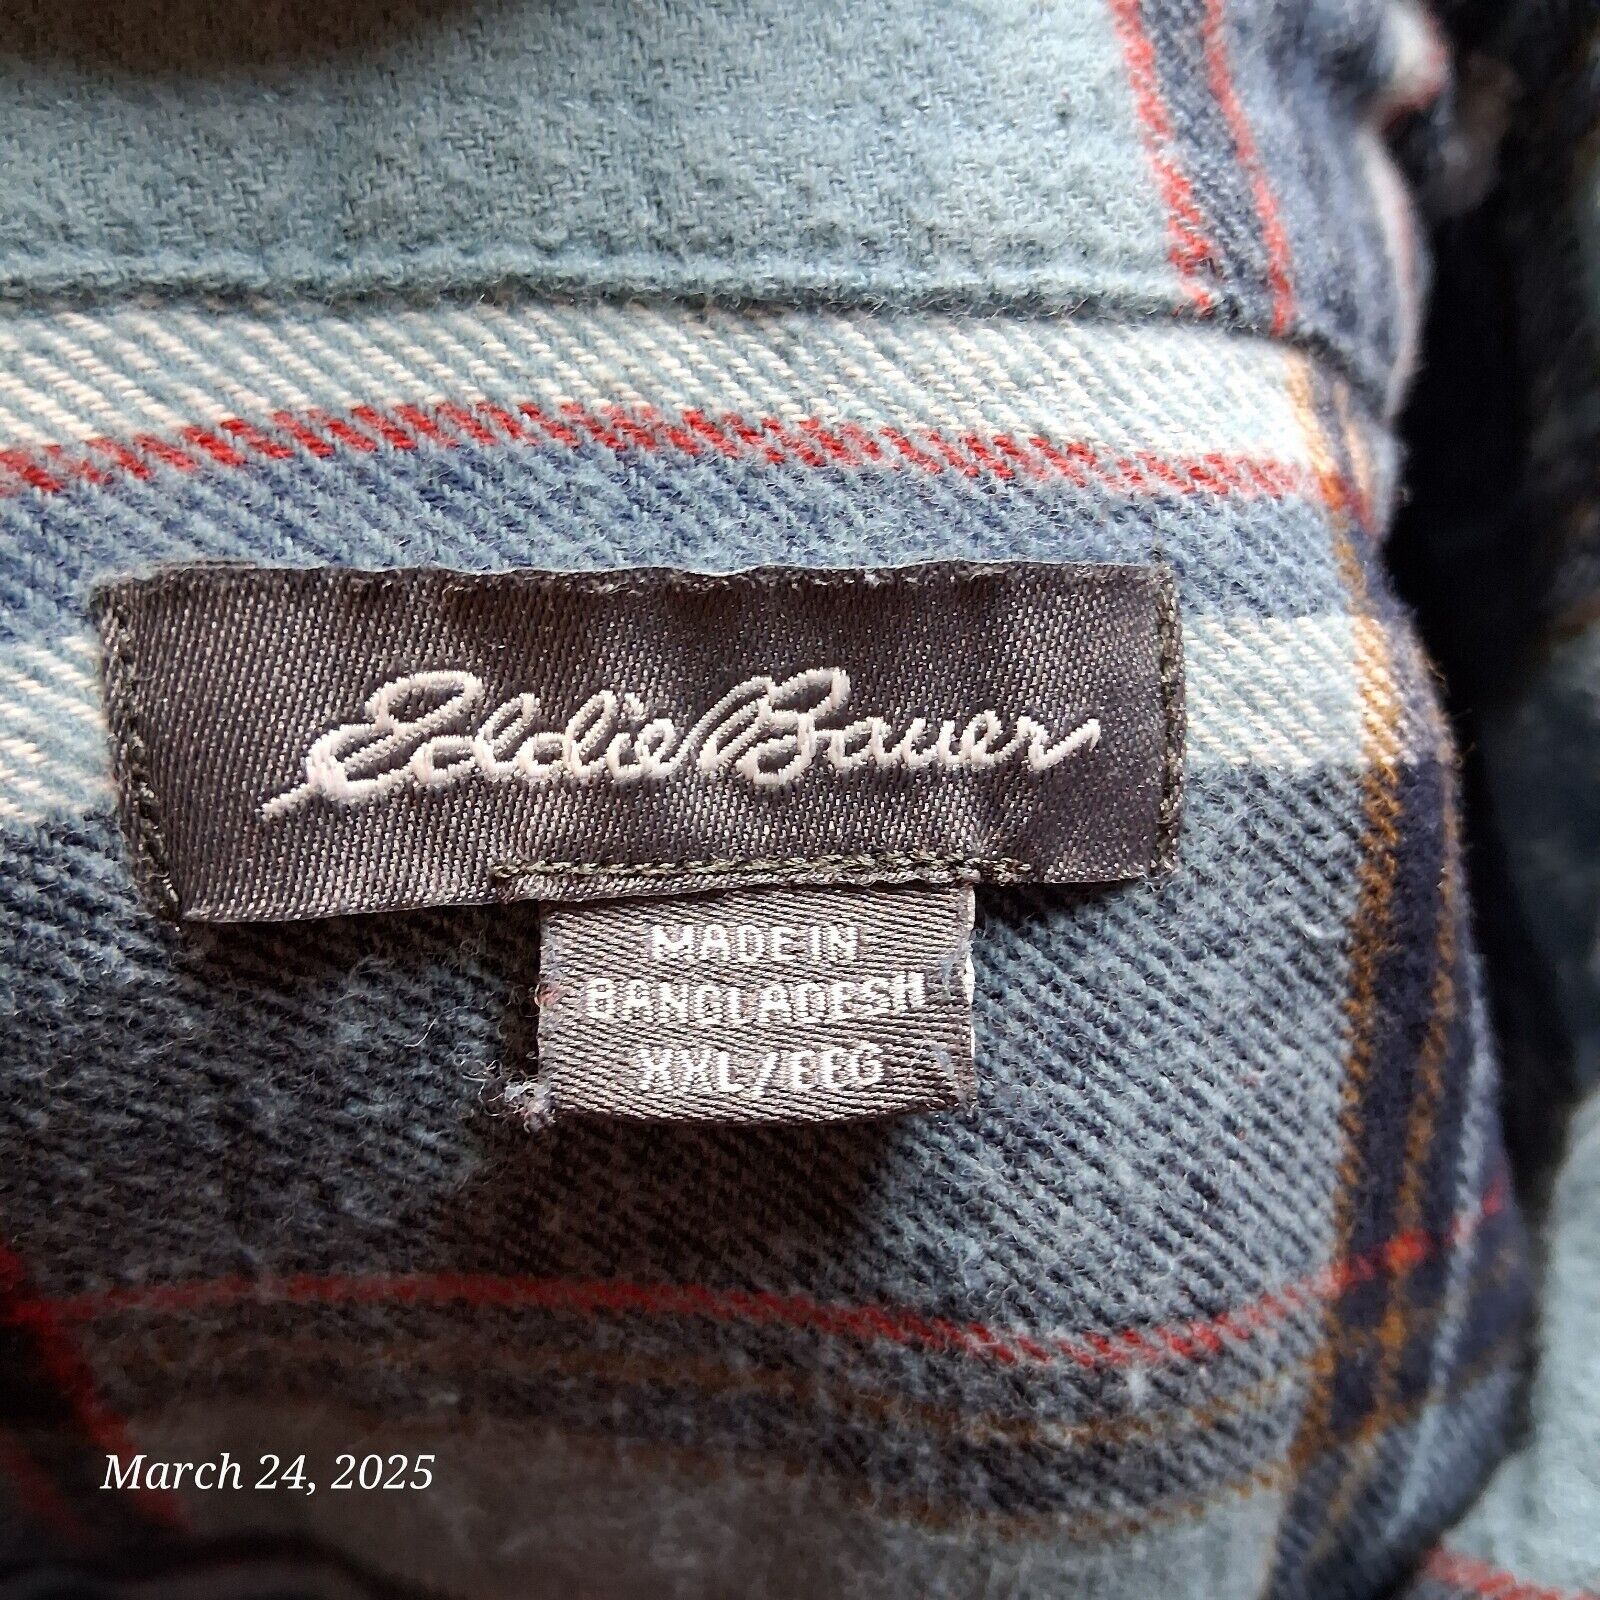 Eddie Bauer
MADE IN
BANGLADESH
XXL/EEG
March 24, 2025